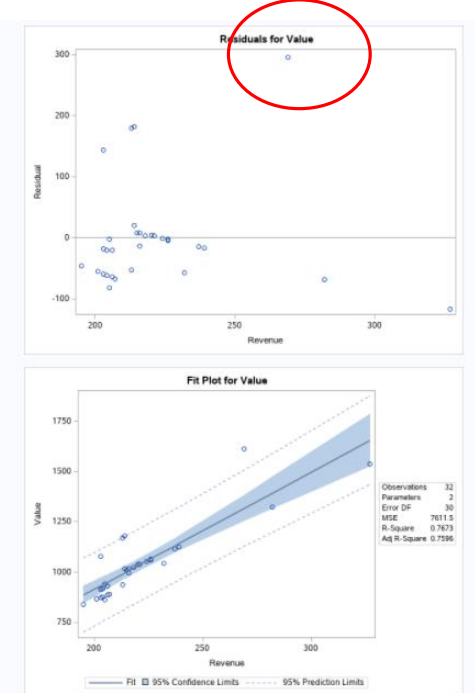 Residuals for Value
300
200
100
0
-100
Residual
200
250
300
Revenue
Fit Plot for Value
1750
1500
1250
1000
750
Value
200
250
300
Revenue
Observations 32
Parameters 2
Error DF 30
MSE 7611.5
R-Square 0.7673
Adj R-Square 0.7596
Fit 95% Confidence Limits 95% Prediction Limits